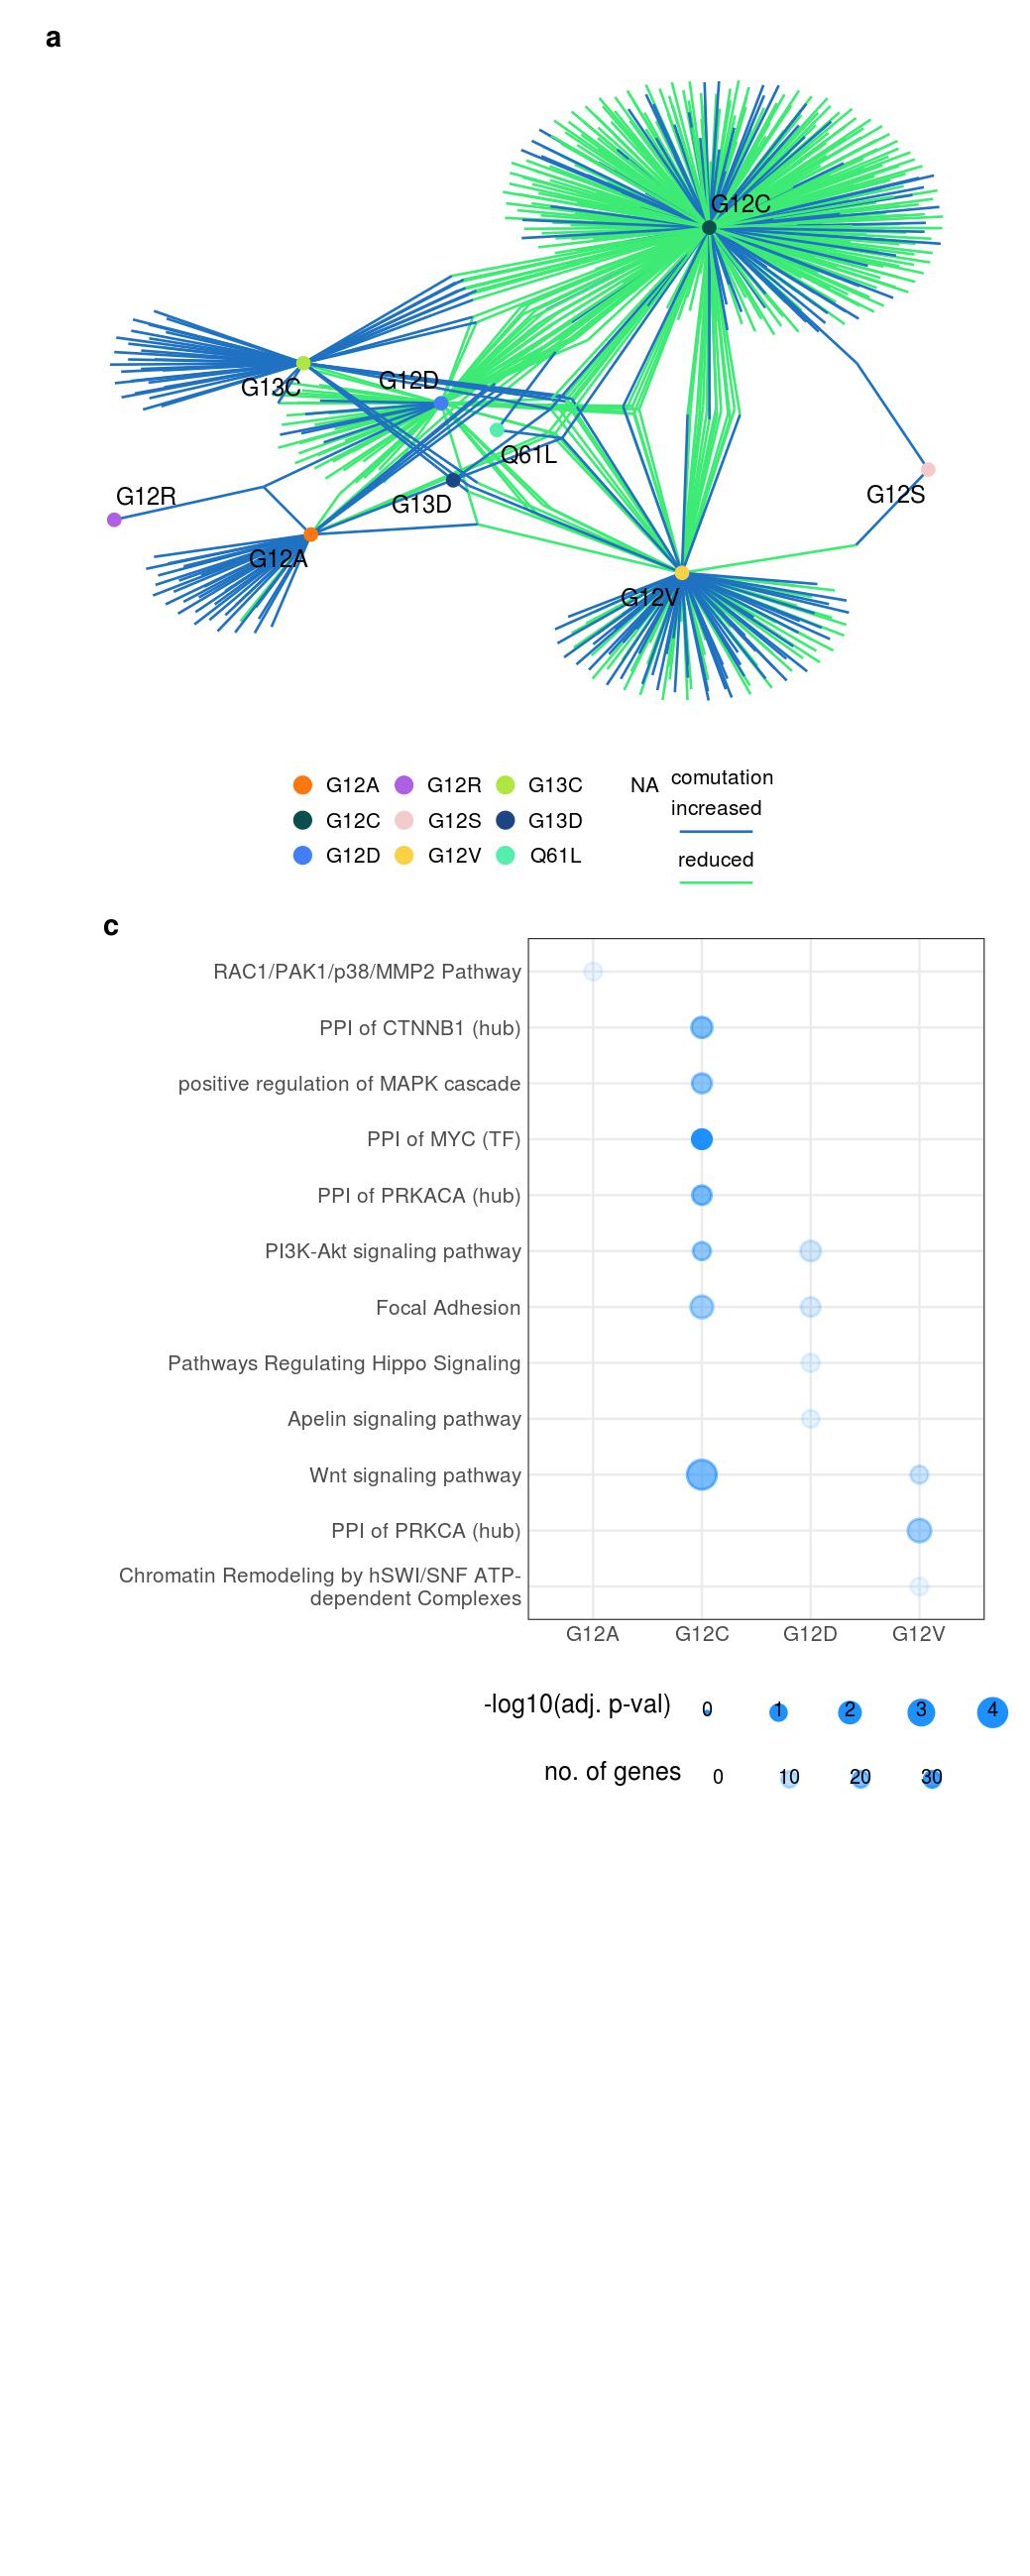 a
G12C
G13C
G12D
Q61L
G12R
G12S
G13D
G12A
G12V
G12A
G12R
G13C
G12C
G12S
G13D
G12D
G12V
Q61L
NA
comutation
increased
reduced
c
RAC1/PAK1/p38/MMP2 Pathway
PPI of CTNNB1 (hub)
positive regulation of MAPK cascade
PPI of MYC (TF)
PPI of PRKACA (hub)
PI3K-Akt signaling pathway
Focal Adhesion
Pathways Regulating Hippo Signaling
Apelin signaling pathway
Wnt signaling pathway
PPI of PRKCA (hub)
Chromatin Remodeling by hSWI/SNF ATP-
dependent Complexes
G12A G12C G12D G12V
-log10(adj. p-val) 0 1 2 3 4
no. of genes 0 10 20 30